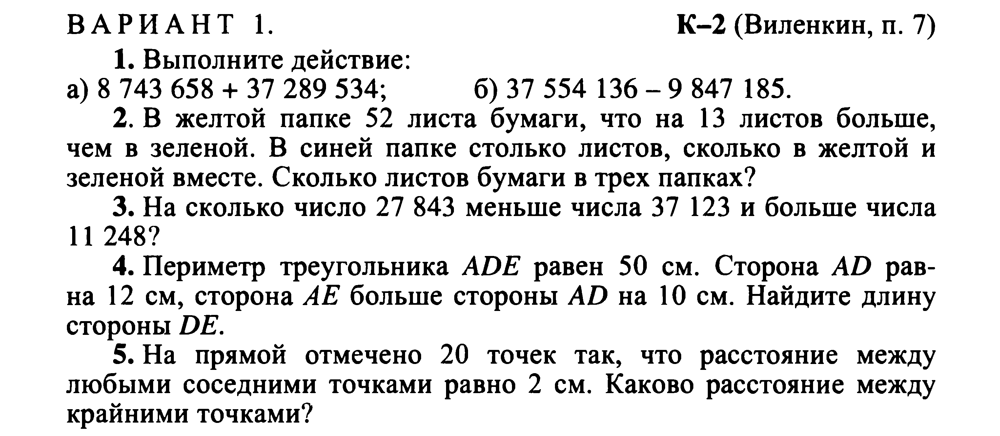 ВАРИАНТ 1. К–2 (Виленкин, п. 7)
1. Выполните действие:
а) 8 743 658 + 37 289 534; б) 37 554 136 – 9 847 185.
2. В желтой папке 52 листа бумаги, что на 13 листов больше,
чем в зеленой. В синей папке столько листов, сколько в желтой и
зеленой вместе. Сколько листов бумаги в трех папках?
3. На сколько число 27 843 меньше числа 37 123 и больше числа
11 248?
4. Периметр треугольника ADE равен 50 см. Сторона AD рав-
на 12 см, сторона AE больше стороны AD на 10 см. Найдите длину
стороны DE.
5. На прямой отмечено 20 точек так, что расстояние между
любыми соседними точками равно 2 см. Каково расстояние между
крайними точками?